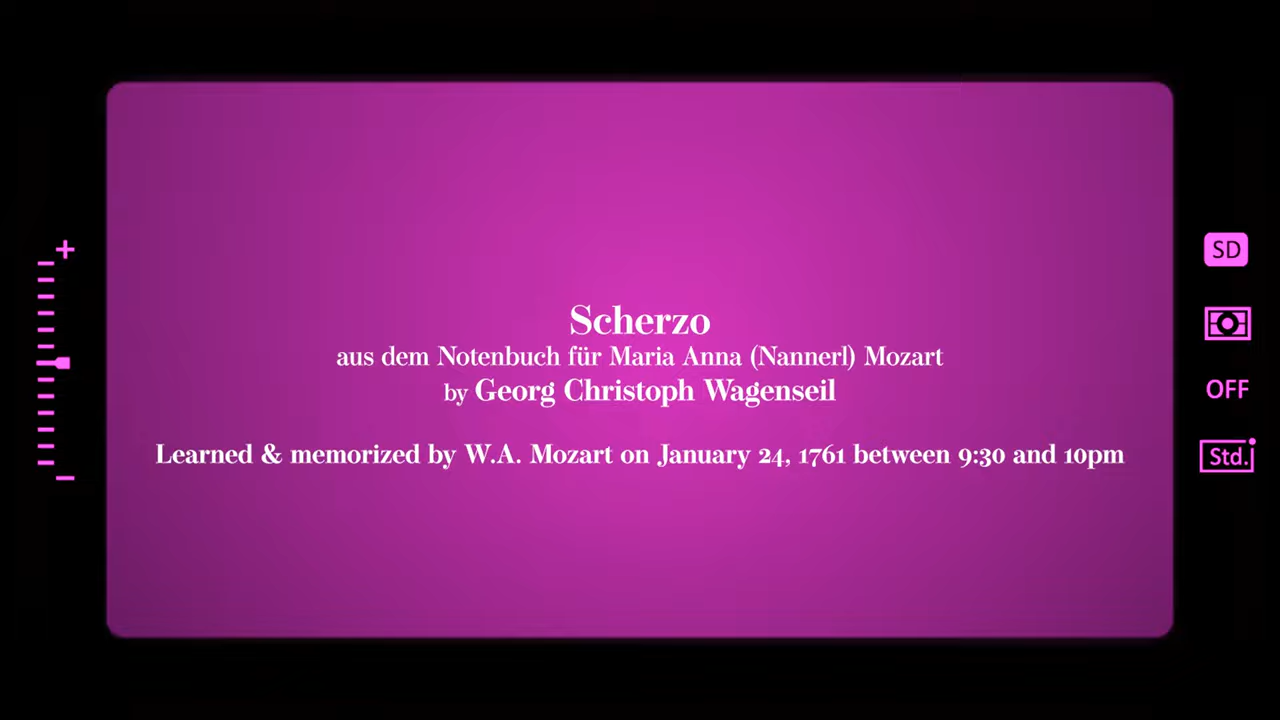 Scherzo
aus dem Notenbuch für Maria Anna (Nannerl) Mozart
by Georg Christoph Wagenseil
Learned & memorized by W.A. Mozart on January 24, 1761 between 9:30 and 10pm
+
−
SD
OFF
Std.